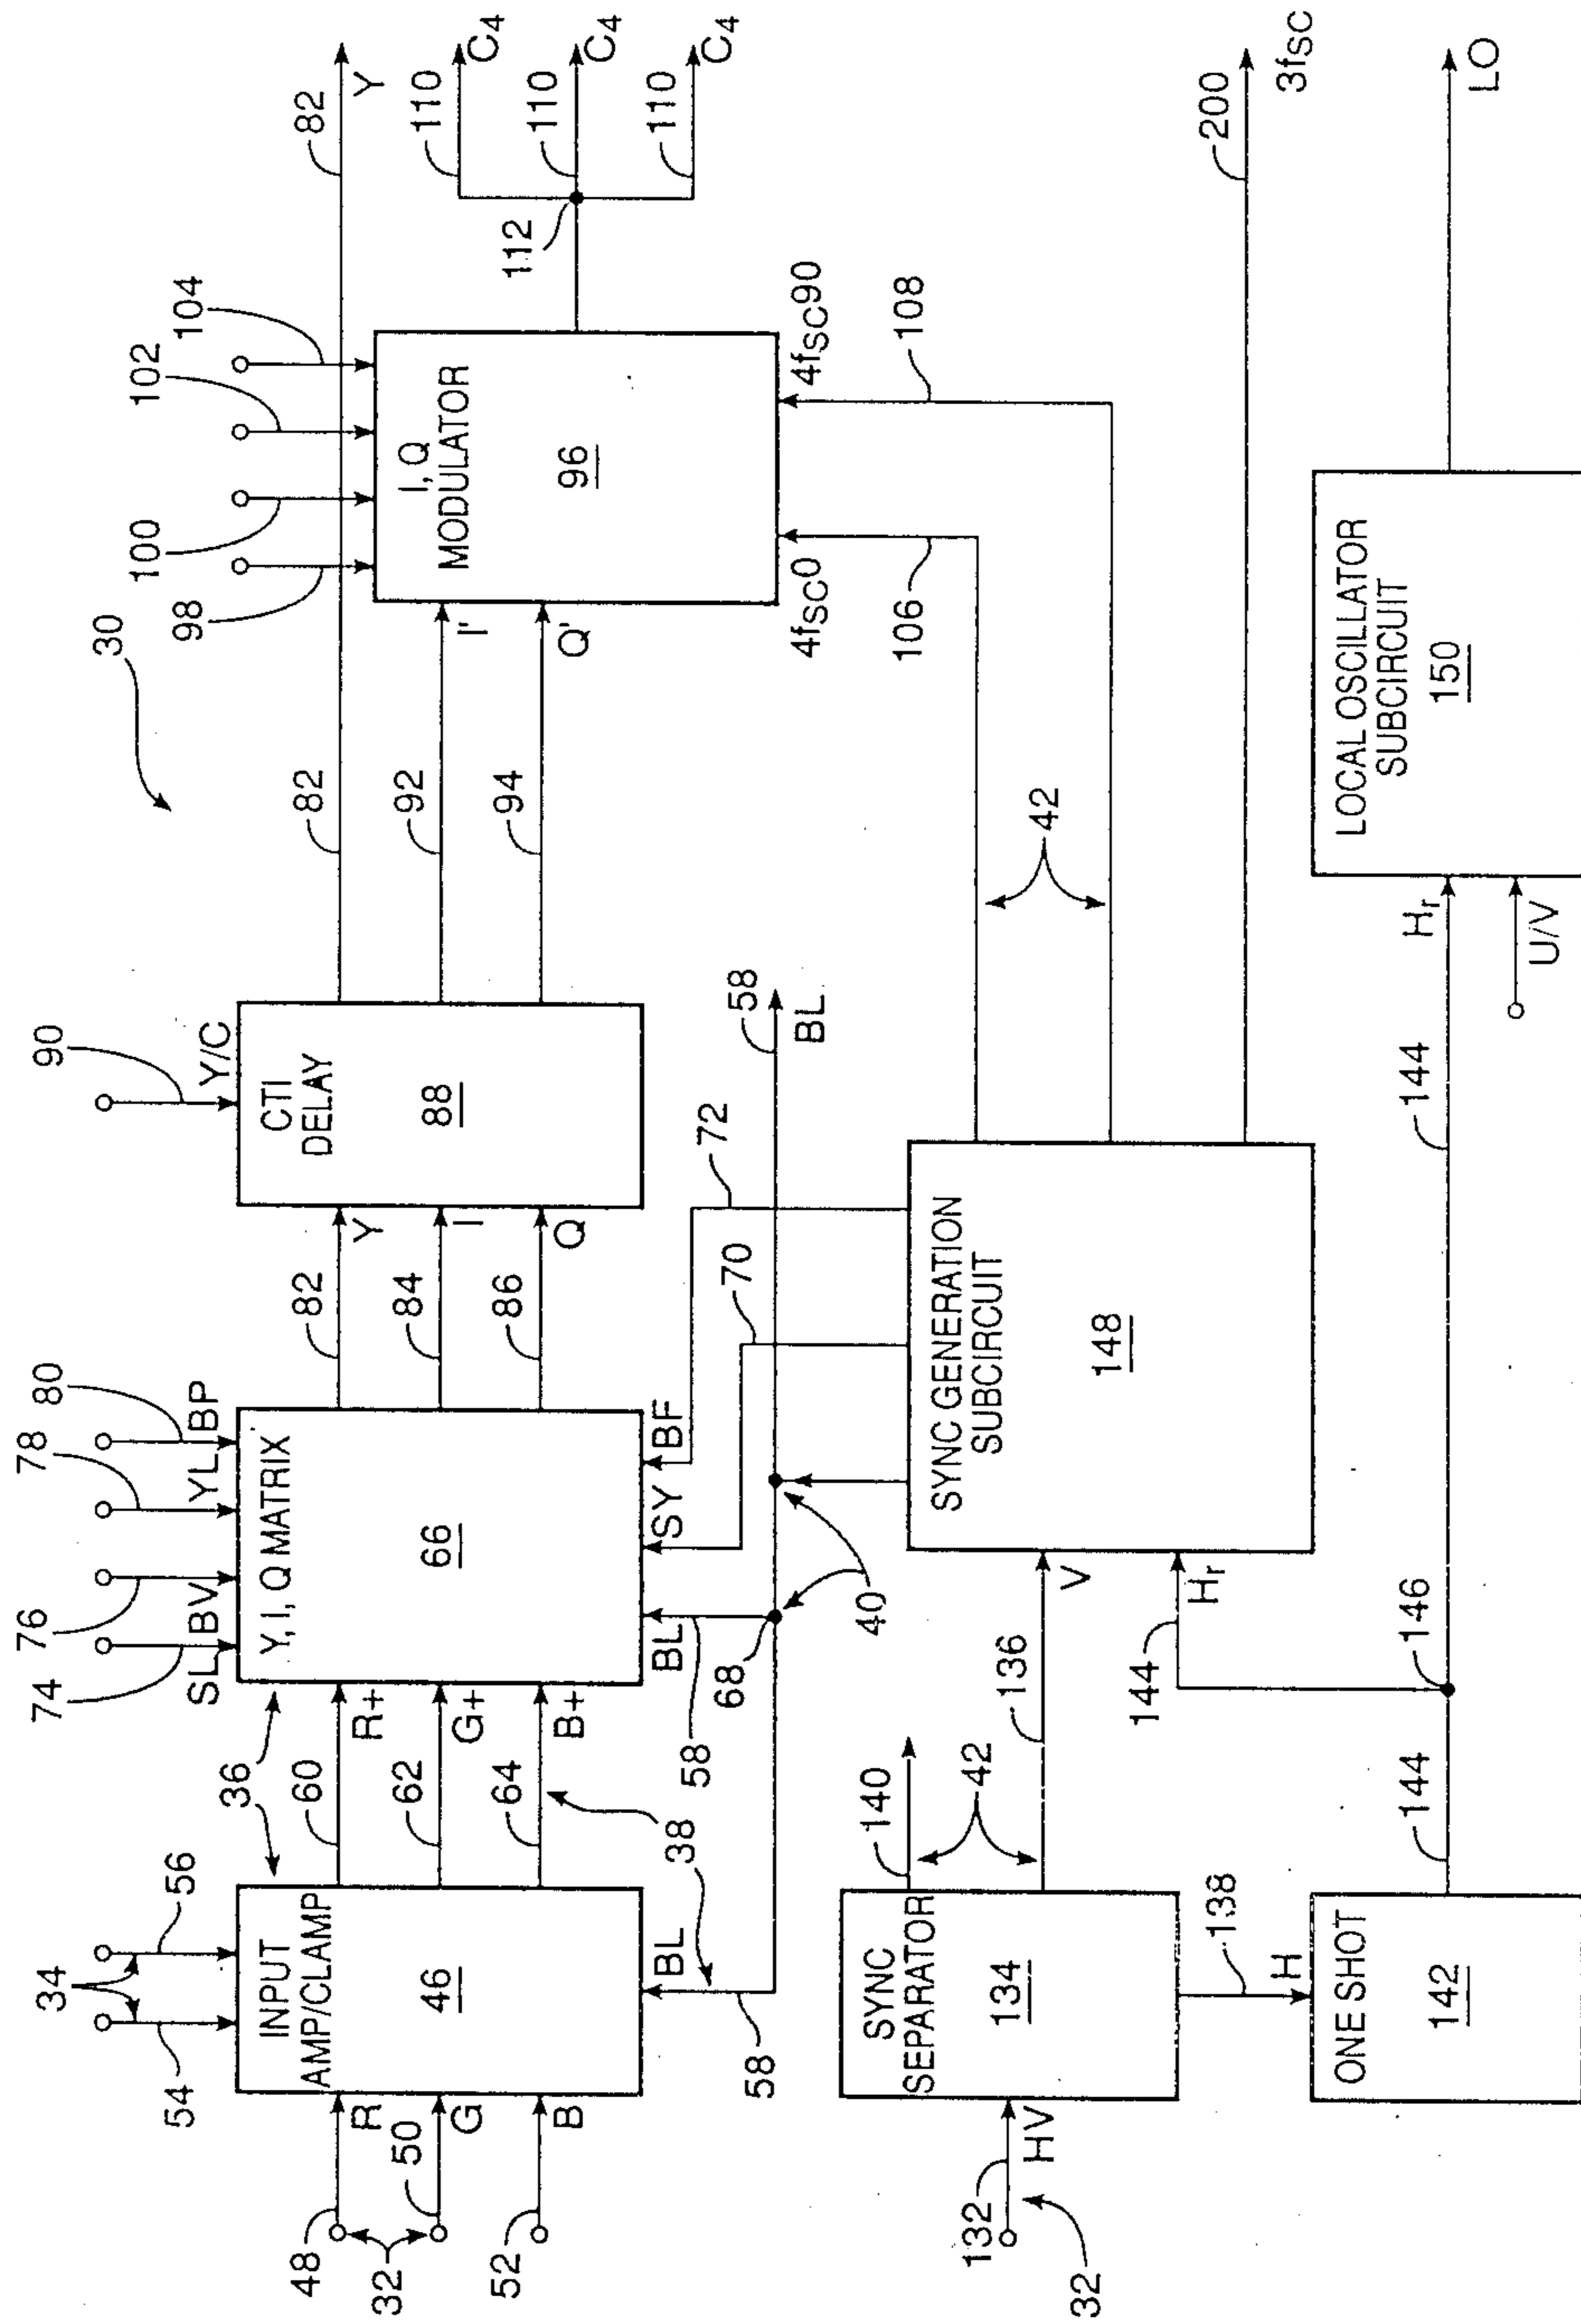 30
34
54
56
INPUT
AMP/CLAMP
46
48
R
32
50
G
52
B
BL
58
38
36
60
R+
62
G+
64
B+
74
76
78
80
SL
BV
YL
BP
Y, I, Q MATRIX
66
BL
SY
BF
58
68
40
70
72
82
Y
84
I
86
Q
90
Y/C
CTI
DELAY
88
58
BL
82
92
I'
94
Q'
98
100
102
104
I, Q
MODULATOR
96
4fSC0
4fSC90
106
108
82
Y
112
110
C4
110
C4
110
C4
132
HV
32
SYNC
SEPARATOR
134
140
42
136
V
138
H
ONE SHOT
142
144
146
144
Hr
SYNC GENERATION
SUBCIRCUIT
148
42
200
3fSC
144
Hr
U/V
LOCAL OSCILLATOR
SUBCIRCUIT
150
LO